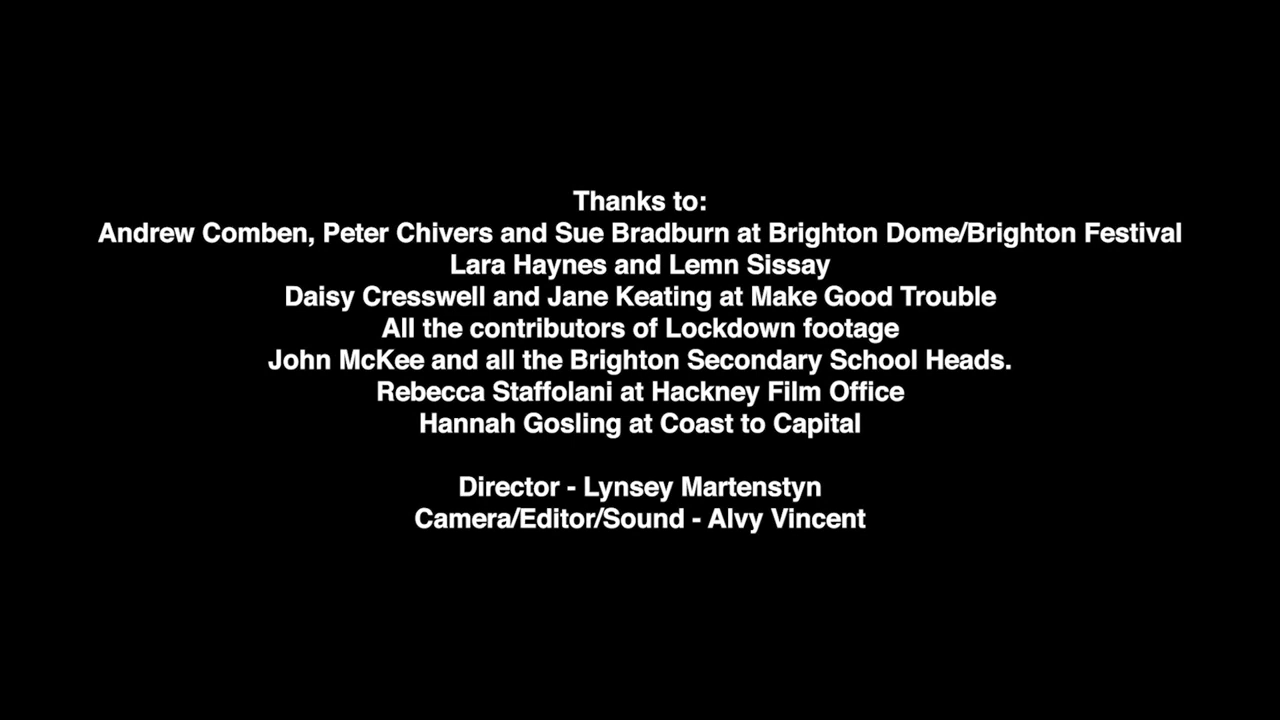 Thanks to:
Andrew Comben, Peter Chivers and Sue Bradburn at Brighton Dome/Brighton Festival
Lara Haynes and Lemn Sissay
Daisy Cresswell and Jane Keating at Make Good Trouble
All the contributors of Lockdown footage
John McKee and all the Brighton Secondary School Heads.
Rebecca Staffolani at Hackney Film Office
Hannah Gosling at Coast to Capital
Director - Lynsey Martenstyn
Camera/Editor/Sound - Alvy Vincent